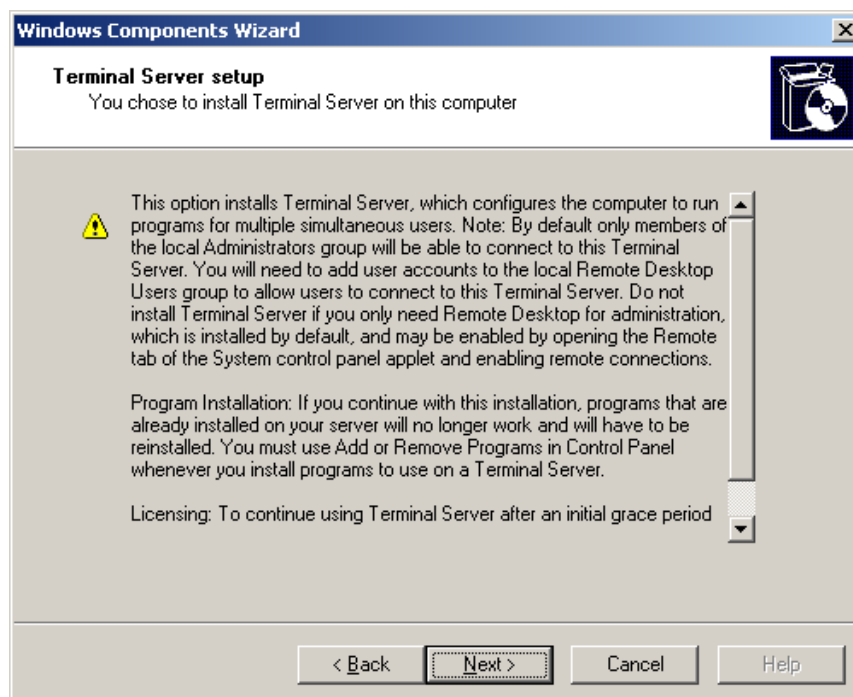 Windows Components Wizard
Terminal Server setup
You chose to install Terminal Server on this computer
This option installs Terminal Server, which configures the computer to run
programs for multiple simultaneous users. Note: By default only members of
the local Administrators group will be able to connect to this Terminal
Server. You will need to add user accounts to the local Remote Desktop
Users group to allow users to connect to this Terminal Server. Do not
install Terminal Server if you only need Remote Desktop for administration,
which is installed by default, and may be enabled by opening the Remote
tab of the System control panel applet and enabling remote connections.
Program Installation: If you continue with this installation, programs that are
already installed on your server will no longer work and will have to be
reinstalled. You must use Add or Remove Programs in Control Panel
whenever you install programs to use on a Terminal Server.
Licensing: To continue using Terminal Server after an initial grace period
< Back
Next >
Cancel
Help